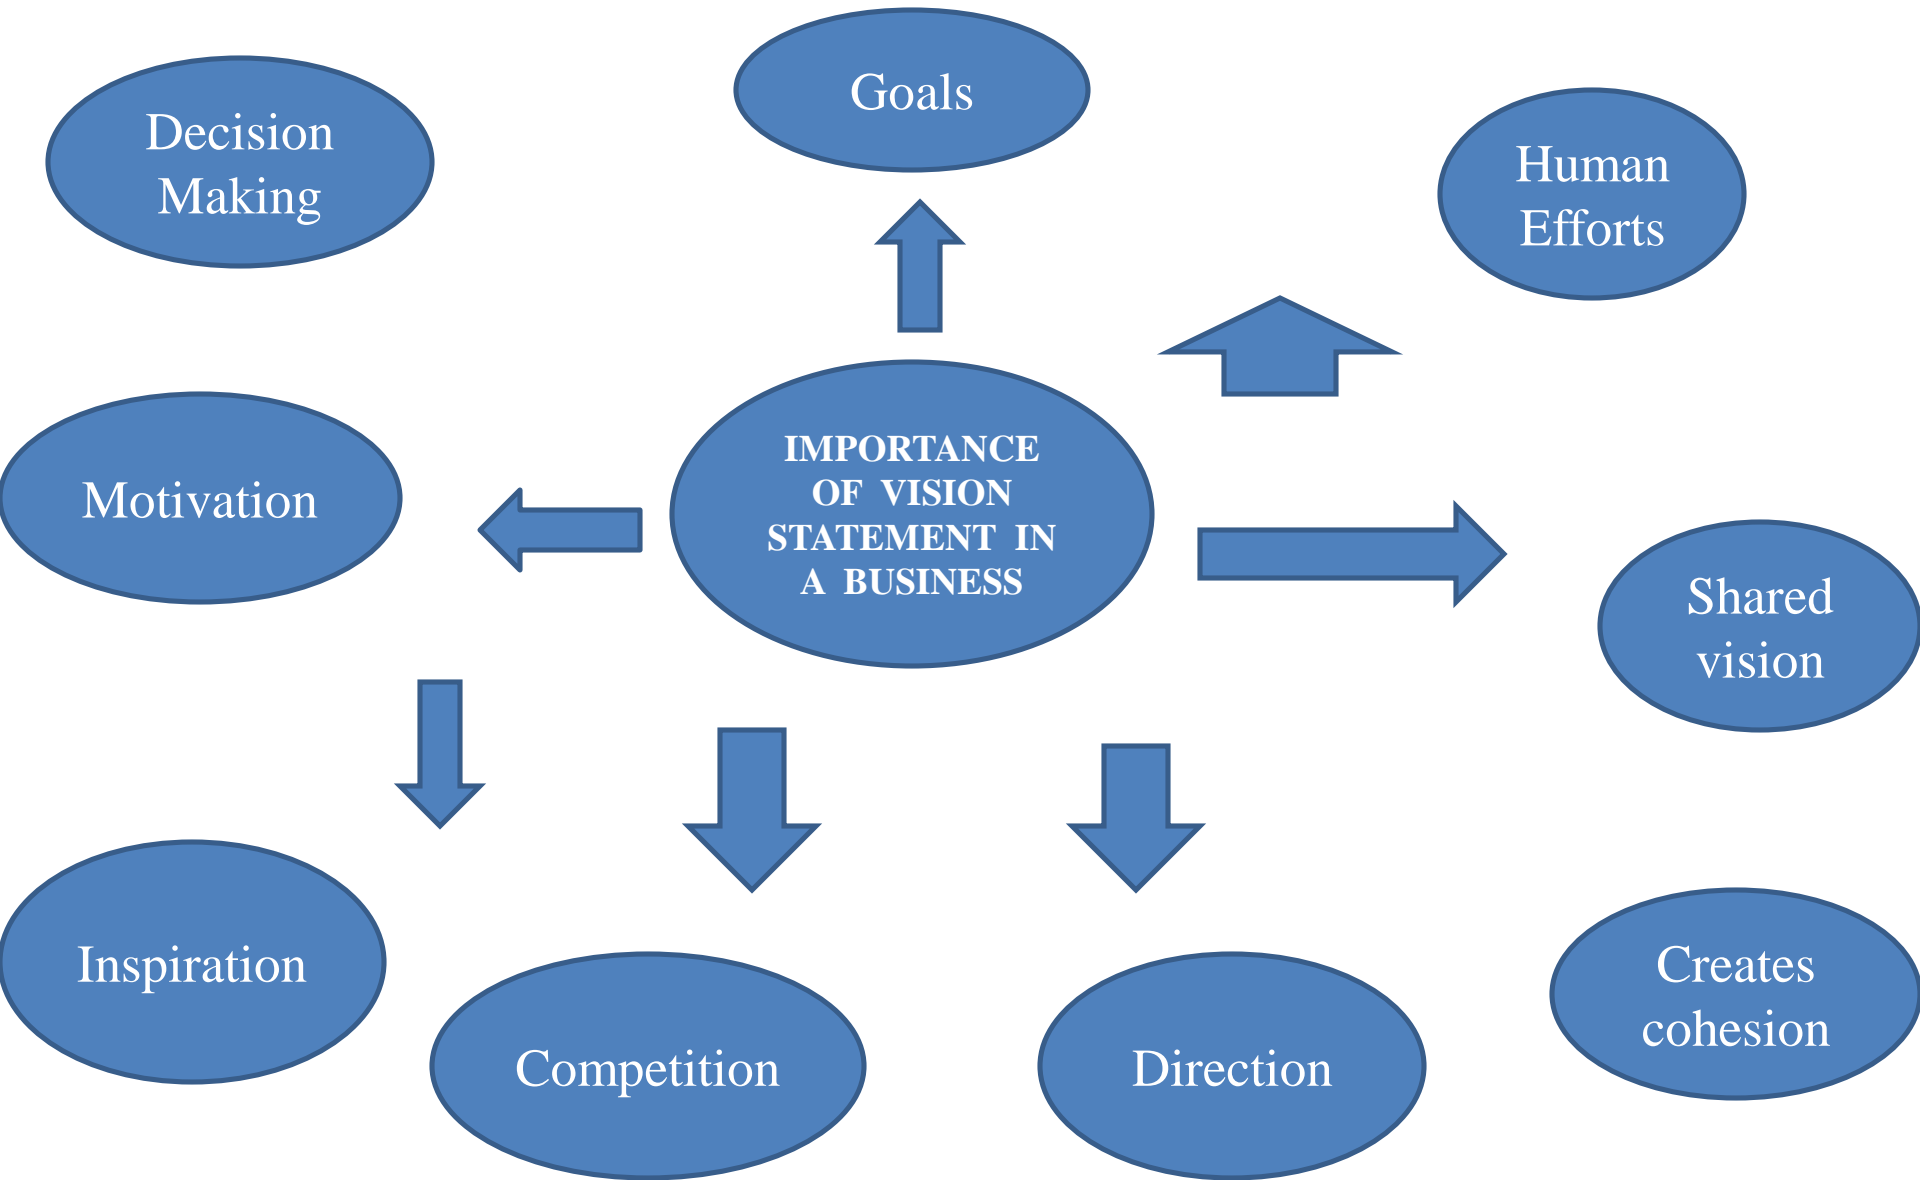 Goals
Decision
Making
Human
Efforts
IMPORTANCE
OF VISION
STATEMENT IN
A BUSINESS
Motivation
Shared
vision
Inspiration
Creates
cohesion
Competition
Direction